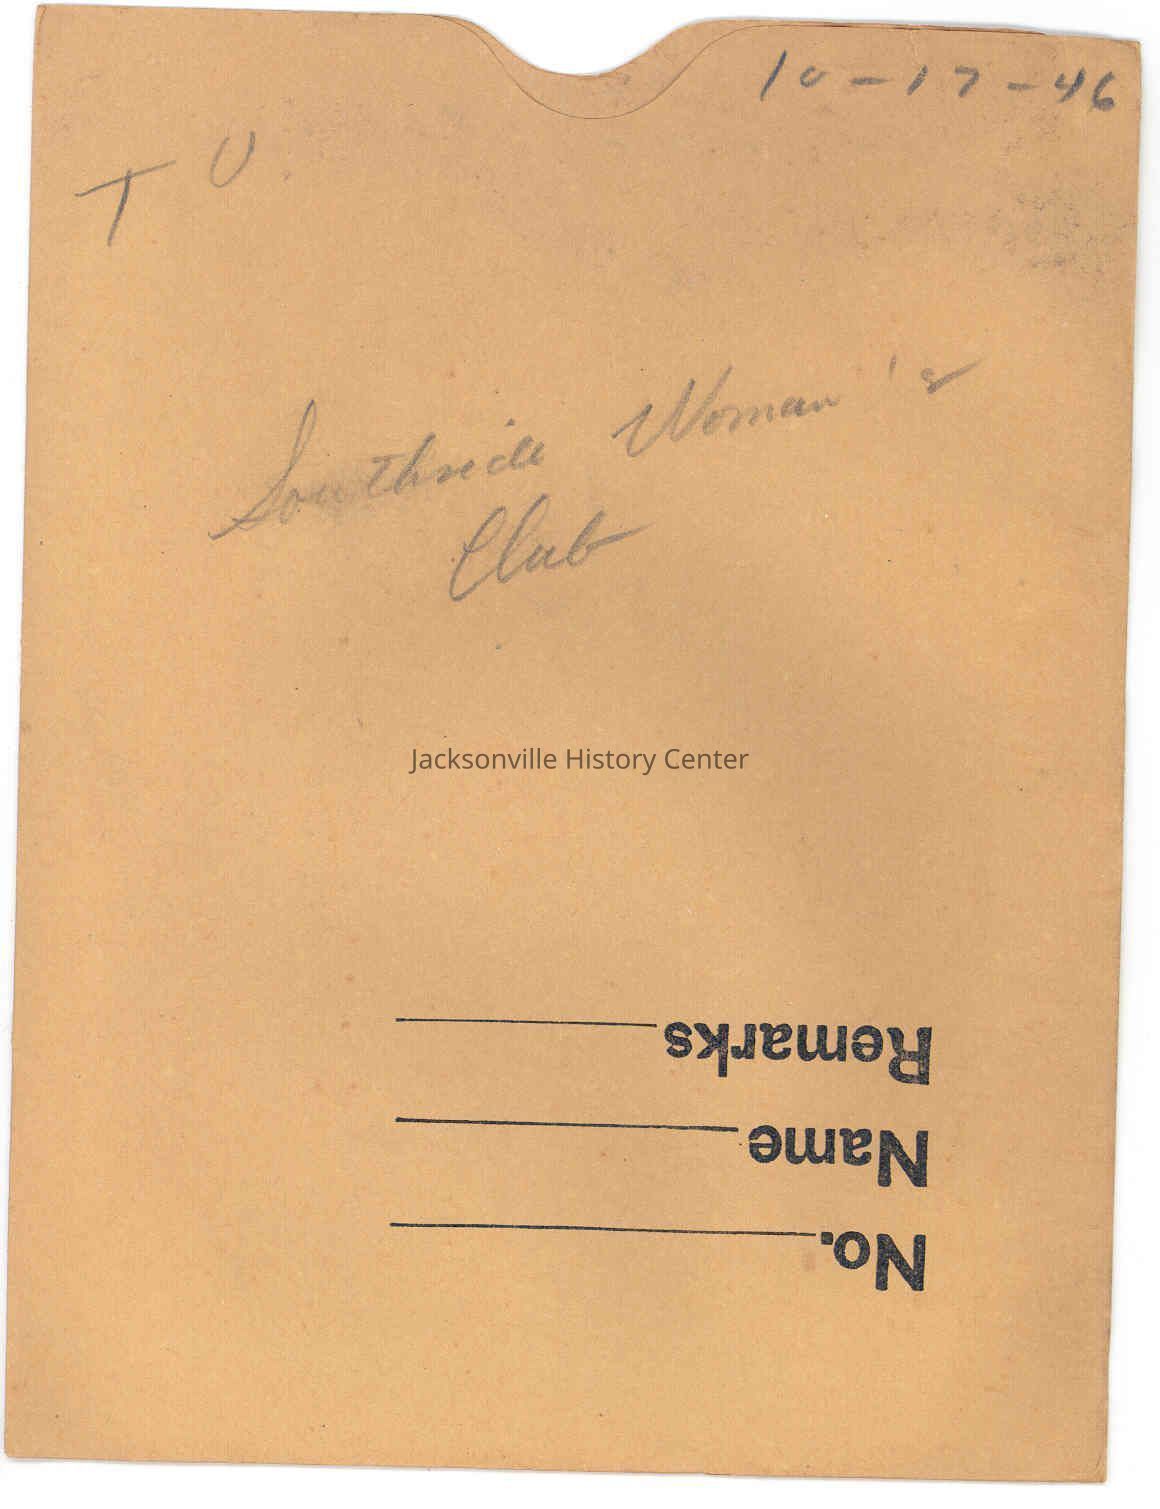 10-17-46
T U.
Southside Woman's
Club
Jacksonville History Center
Remarks
Name
No.